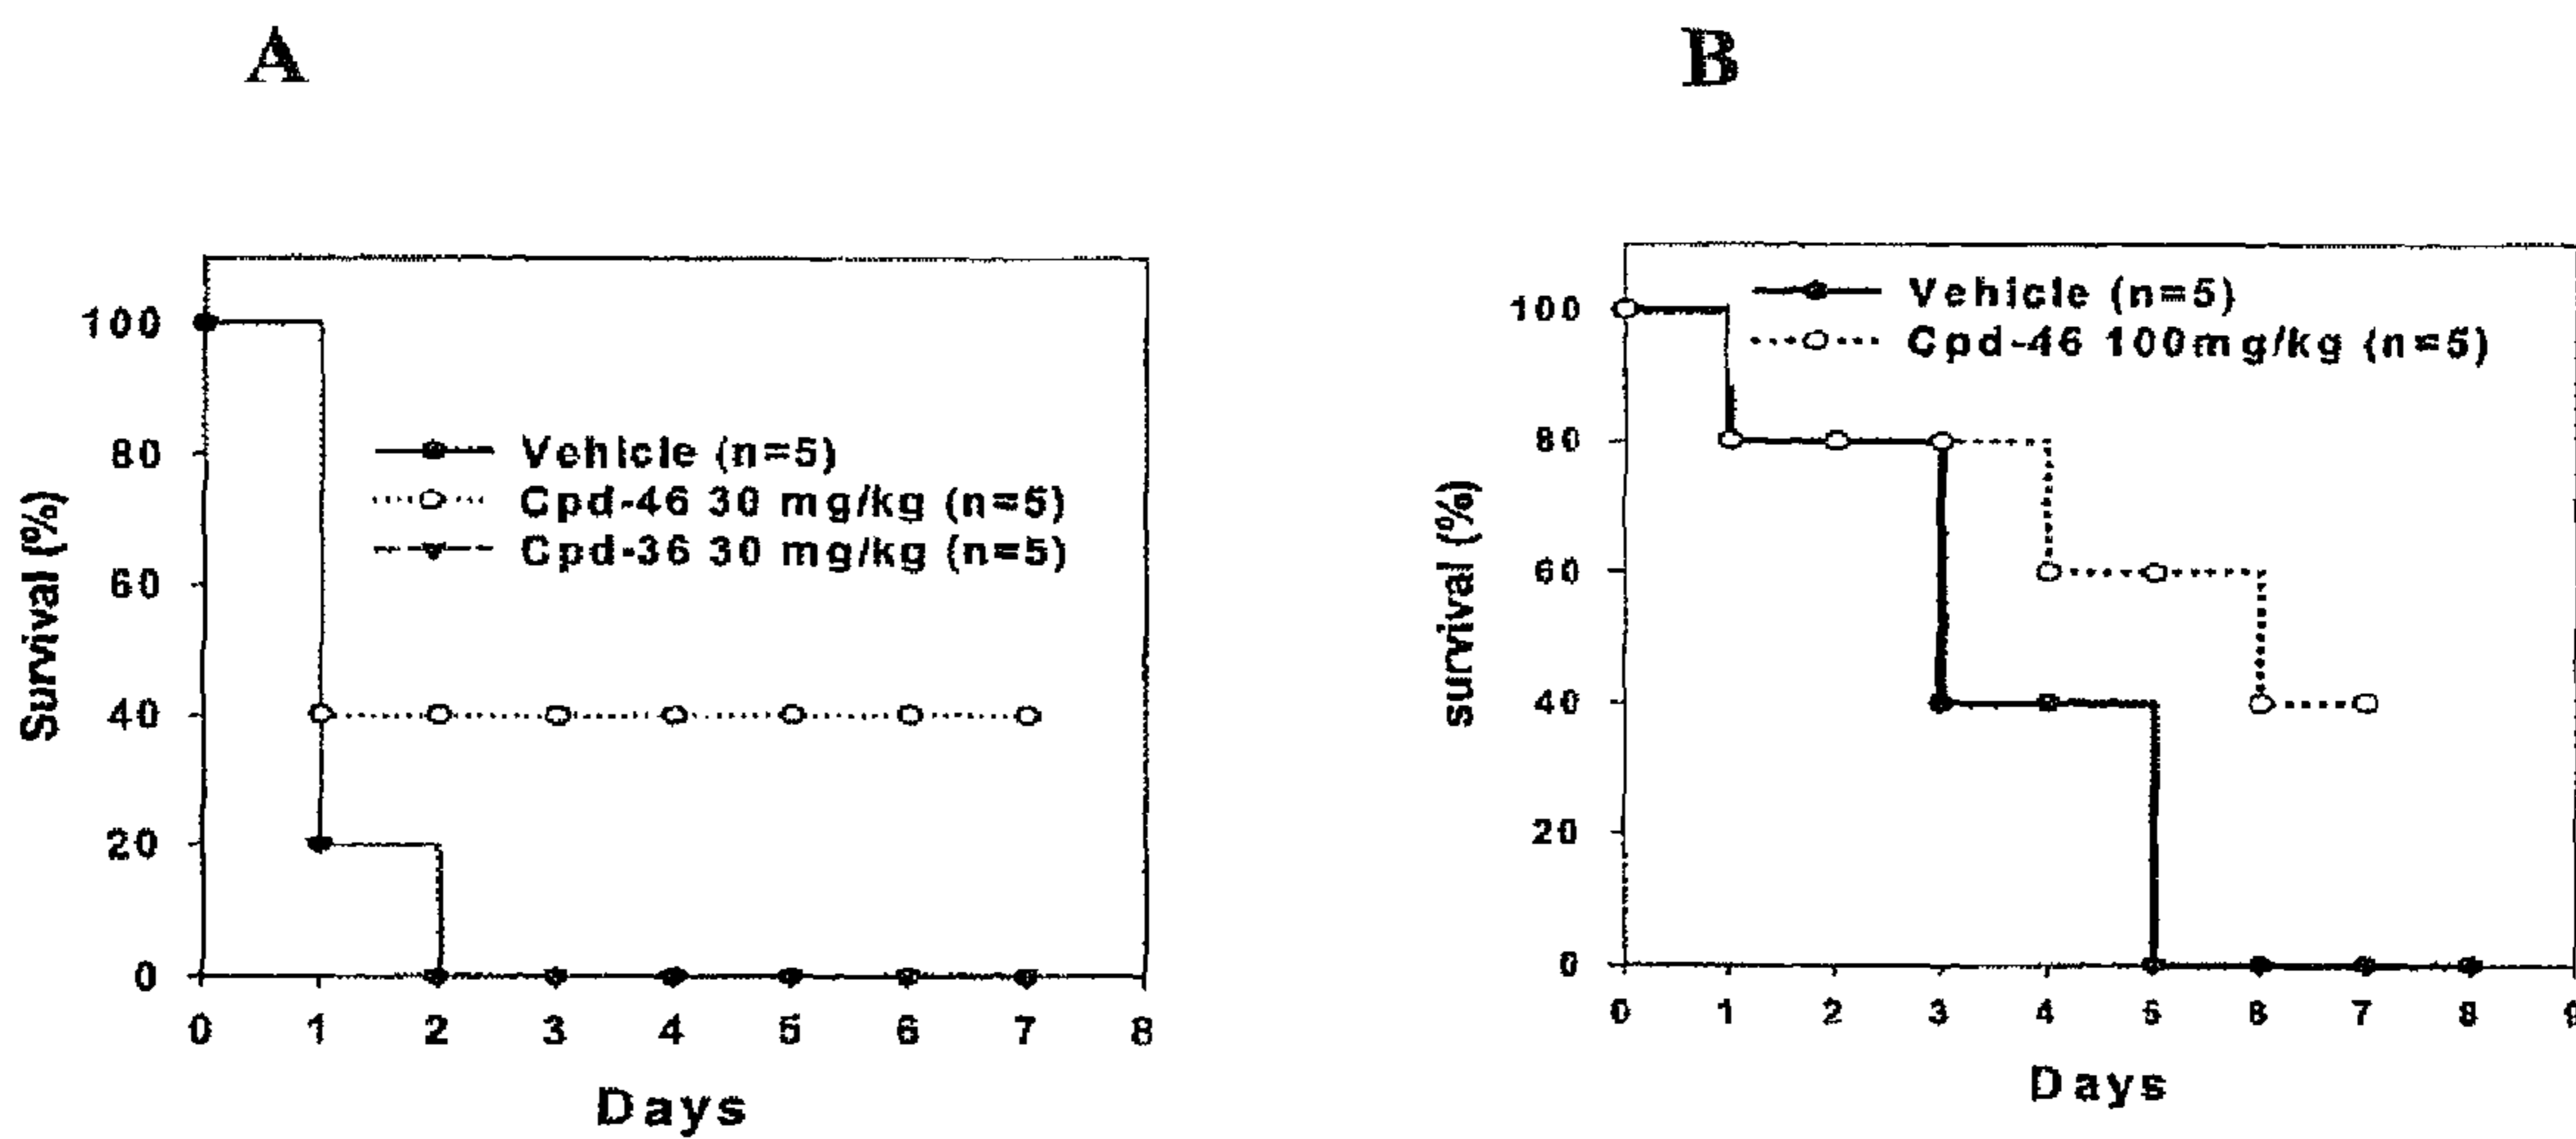 A
B
Survival (%)
100
80
60
40
20
0
Vehicle (n=5)
Cpd-46 30 mg/kg (n=5)
Cpd-36 30 mg/kg (n=5)
0 1 2 3 4 5 6 7 8
Days
survival (%)
100
80
60
40
20
0
Vehicle (n=5)
Cpd-46 100mg/kg (n=5)
0 1 2 3 4 5 6 7 8 9
Days